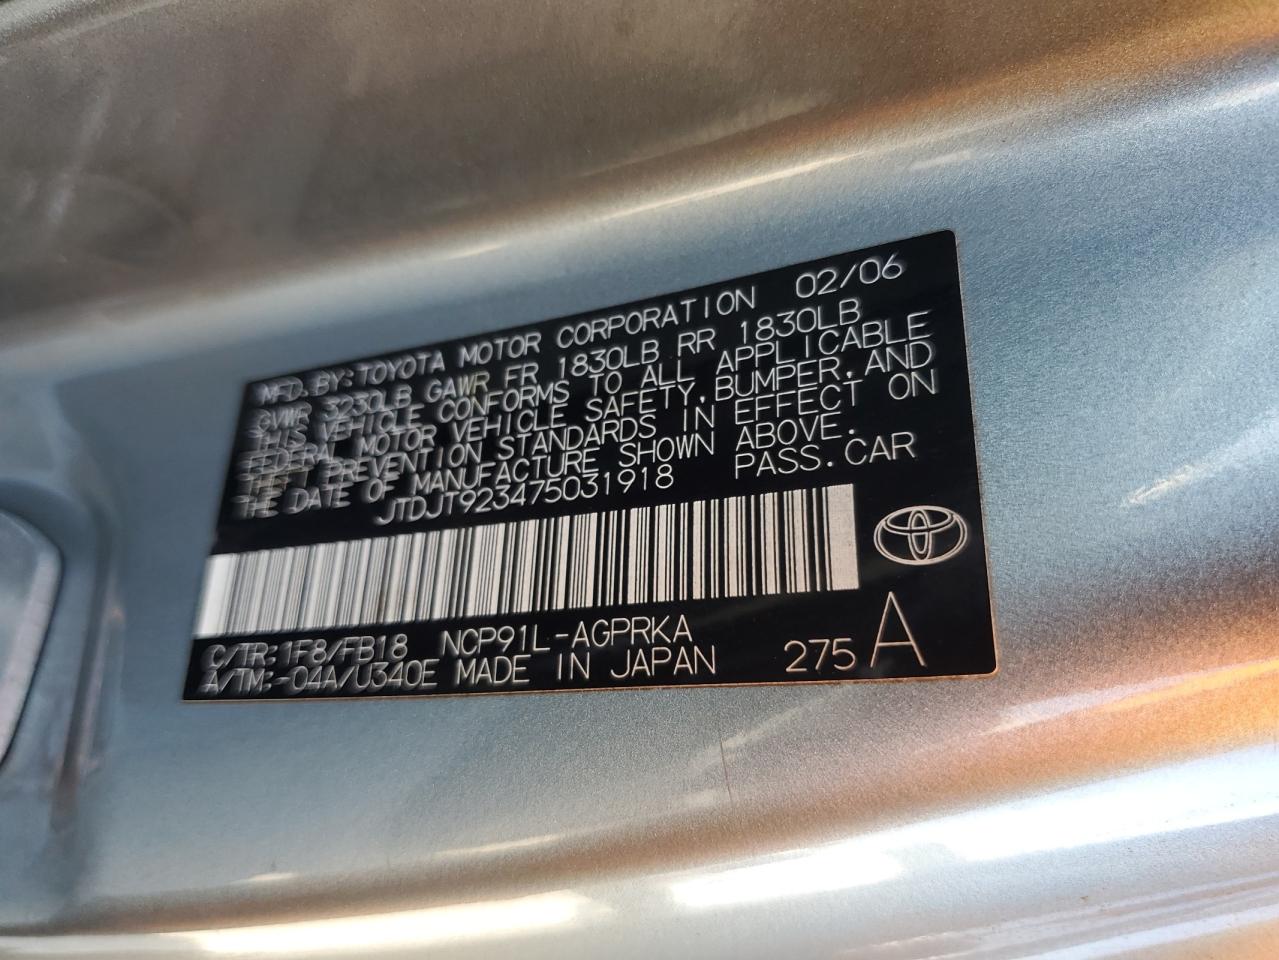 MFD. BY: TOYOTA MOTOR CORPORATION 02/06
GVWR 3230LB GAWR FR 1830LB RR 1830LB
THIS VEHICLE CONFORMS TO ALL APPLICABLE
FEDERAL MOTOR VEHICLE SAFETY, BUMPER, AND
THEFT PREVENTION STANDARDS IN EFFECT ON
THE DATE OF MANUFACTURE SHOWN ABOVE.
JTDJT923475031918 PASS. CAR
C/TR: 1F8/FB18 NCP91L-AGPRKA
A/TM: -04A/U340E MADE IN JAPAN 275 A